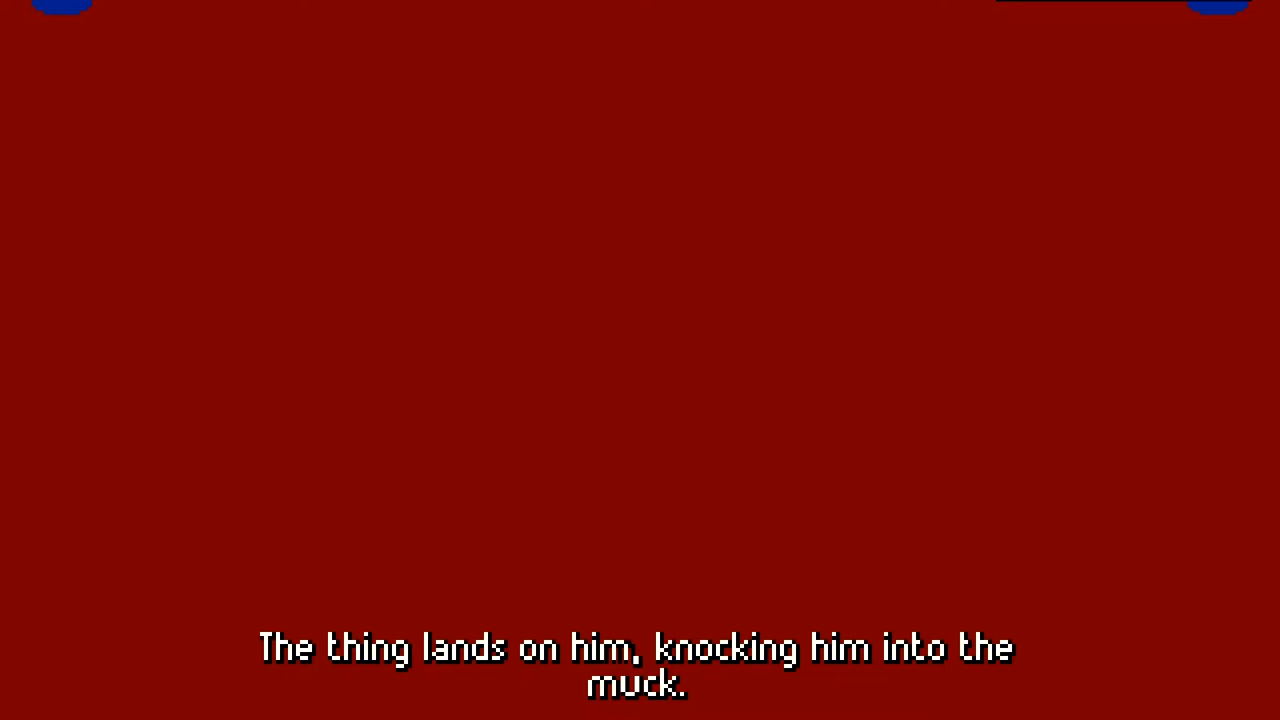 The thing lands on him, knocking him into the
muck.